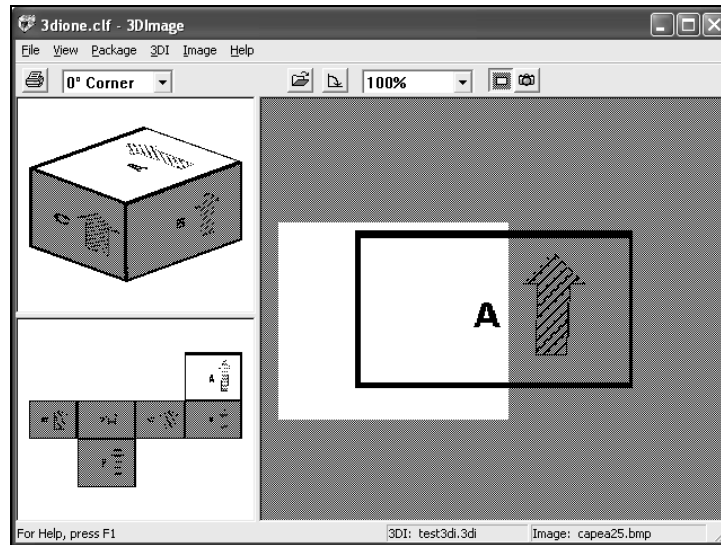 3dione.clf - 3DImage
File View Package 3DI Image Help
0° Corner 100%
A
C
B
A
A
For Help, press F1 3DI: test3di.3di Image: capea25.bmp